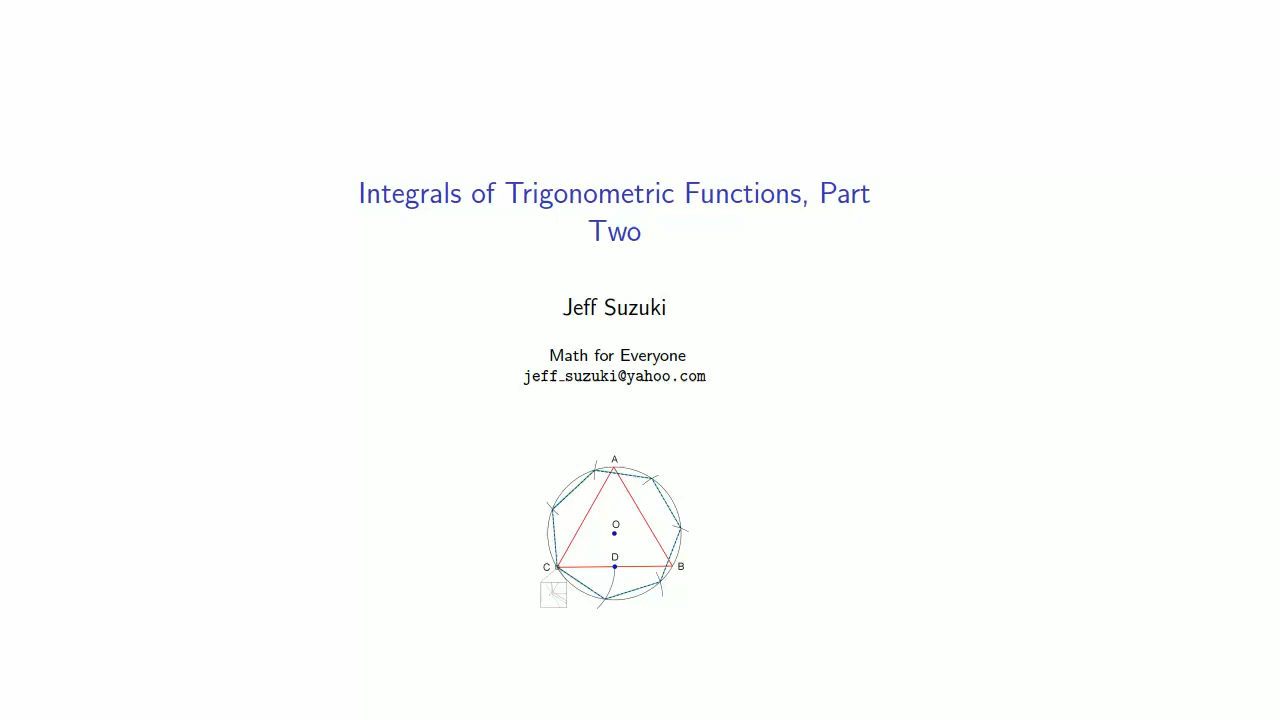 Integrals of Trigonometric Functions, Part
Two
Jeff Suzuki
Math for Everyone
jeff_suzuki@yahoo.com
A
O
D
C
B